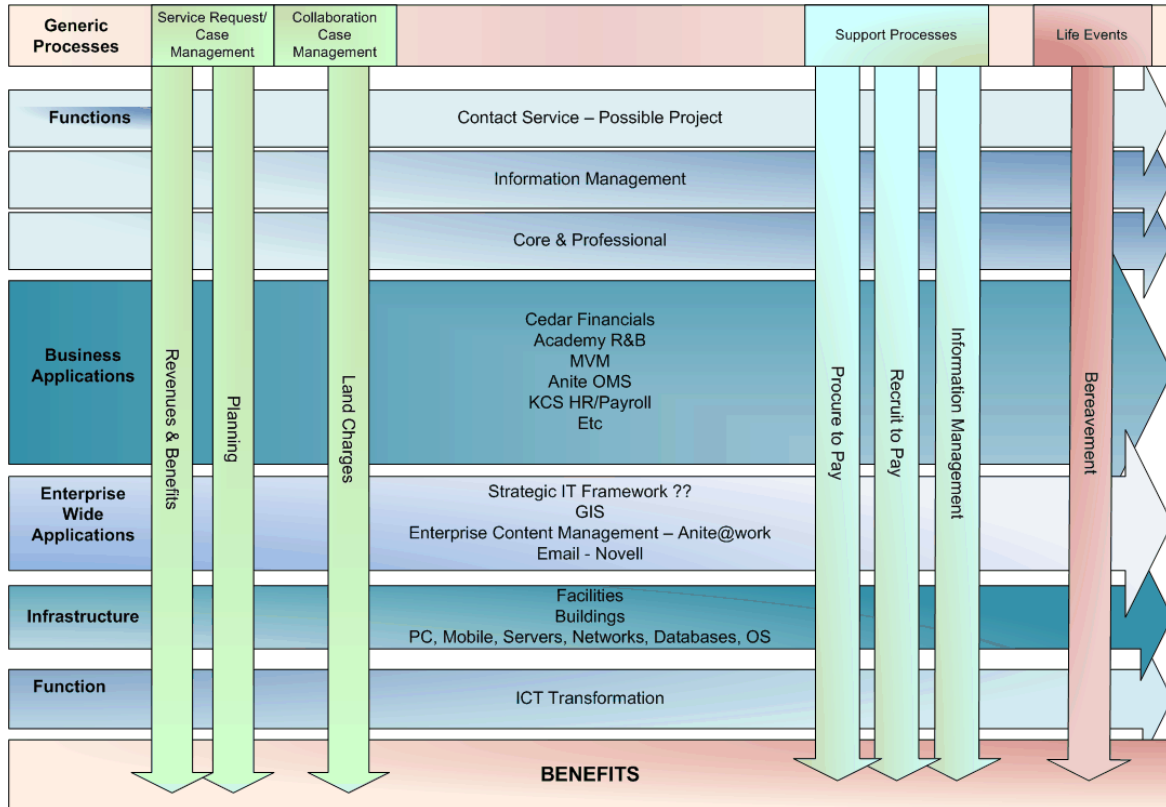 Generic
Processes
Service Request/
Case
Management
Collaboration
Case
Management
Support Processes
Life Events
Functions
Contact Service – Possible Project
Information Management
Core & Professional
Business
Applications
Cedar Financials
Academy R&B
MVM
Anite OMS
KCS HR/Payroll
Etc
Revenues & Benefits
Planning
Land Charges
Procure to Pay
Recruit to Pay
Information Management
Bereavement
Enterprise
Wide
Applications
Strategic IT Framework ??
GIS
Enterprise Content Management – Anite@work
Email - Novell
Infrastructure
Facilities
Buildings
PC, Mobile, Servers, Networks, Databases, OS
Function
ICT Transformation
BENEFITS